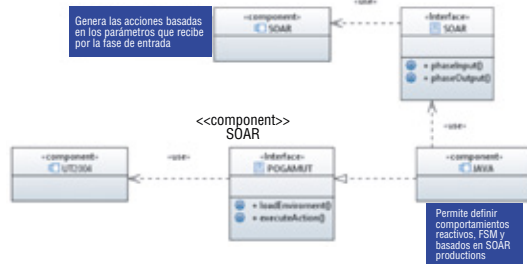 Genera las acciones basadas
en los parámetros que recibe
por la fase de entrada
«component»
SOAR
«use»
«Interface»
SOAR
+ phaseInput()
+ phaseOutput()
«use»
<<component>>
SOAR
«component»
UT2004
«use»
«Interface»
POGAMUT
+ loadEnviroment()
+ executeAction()
«component»
JAVA
Permite definir
comportamientos
reactivos, FSM y
basados en SOAR
productions